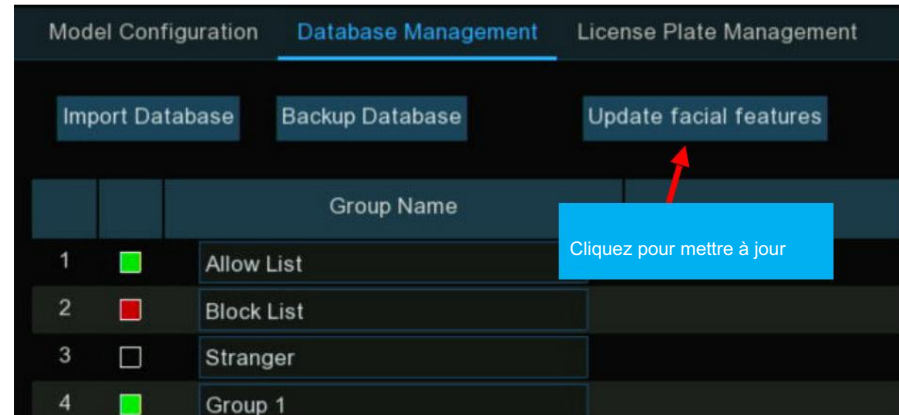 Model Configuration Database Management License Plate Management
Import Database Backup Database Update facial features
Group Name
Cliquez pour mettre à jour
1 Allow List
2 Block List
3 Stranger
4 Group 1